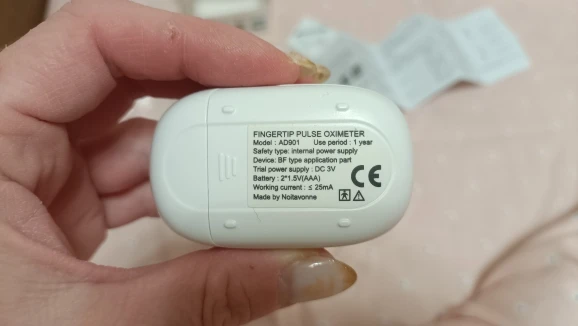 FINGERTIP PULSE OXIMETER
Model : AD901 Use period : 1 year
Safety type: internal power supply
Device: BF type application part
Trial power supply : DC 3V
Battery : 2*1.5V(AAA)
Working current : ≤ 25mA
Made by Noitavonne
CE